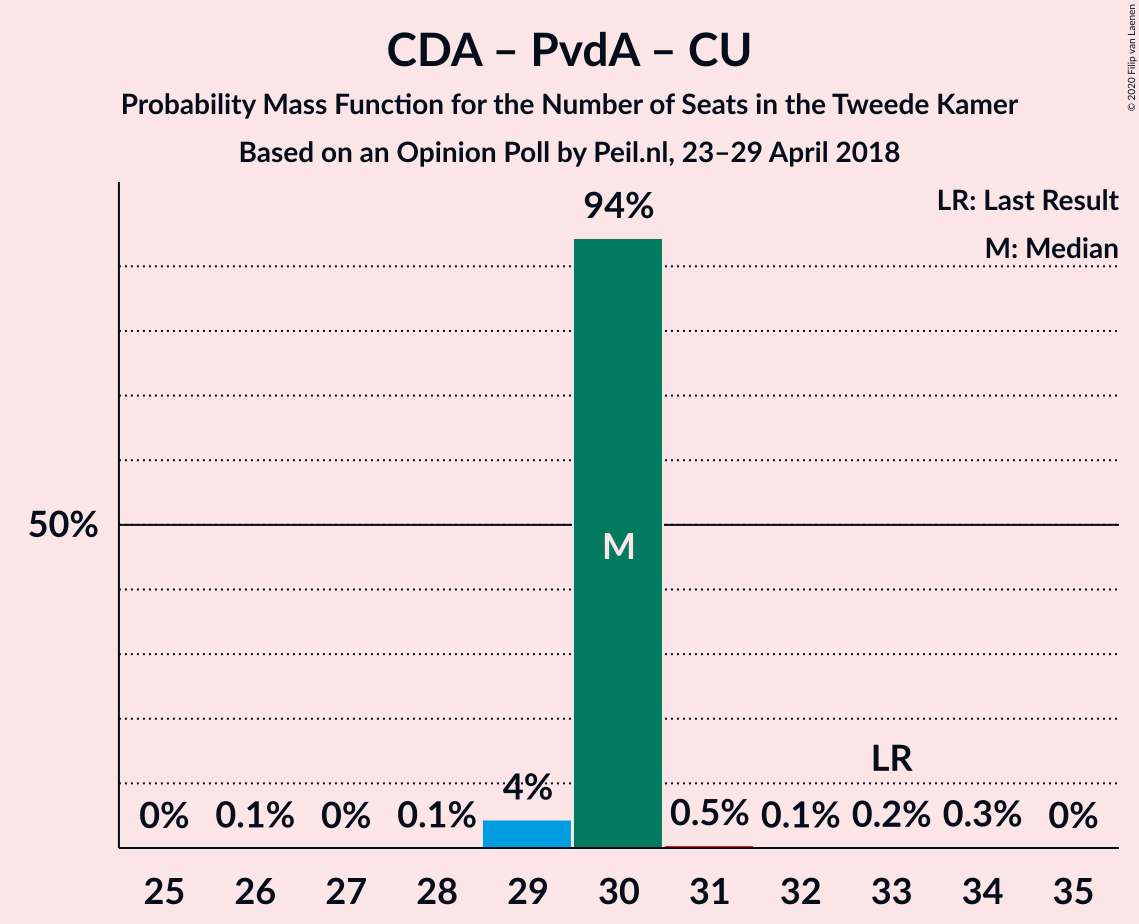 CDA – PvdA – CU
Probability Mass Function for the Number of Seats in the Tweede Kamer
Based on an Opinion Poll by Peil.nl, 23–29 April 2018
© 2020 Filip van Laenen
LR: Last Result
M: Median
94%
50%
M
LR
0% 0.1% 0% 0.1% 4% 0.5% 0.1% 0.2% 0.3% 0%
25 26 27 28 29 30 31 32 33 34 35